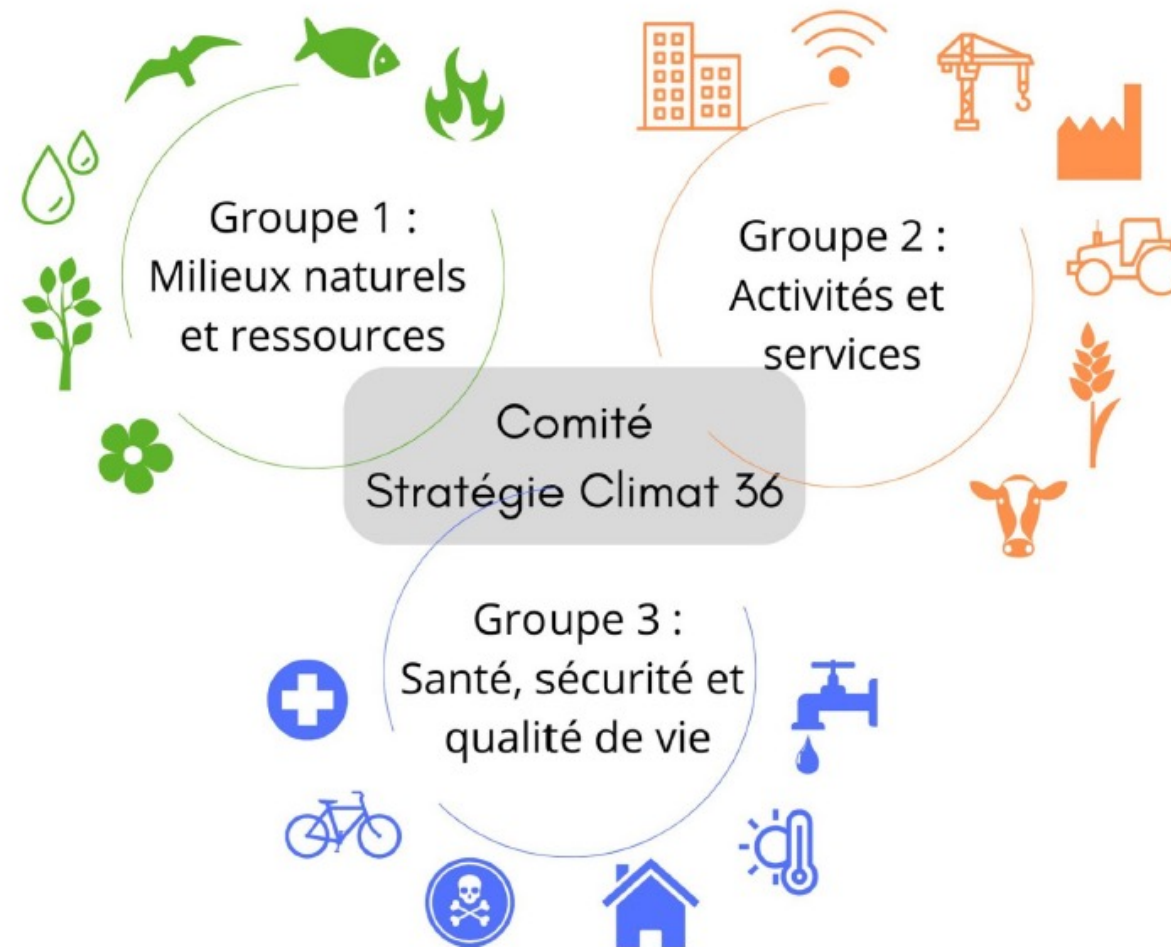 Groupe 1 :
Milieux naturels
et ressources
Groupe 2 :
Activités et
services
Comité
Stratégie Climat 36
Groupe 3 :
Santé, sécurité et
qualité de vie